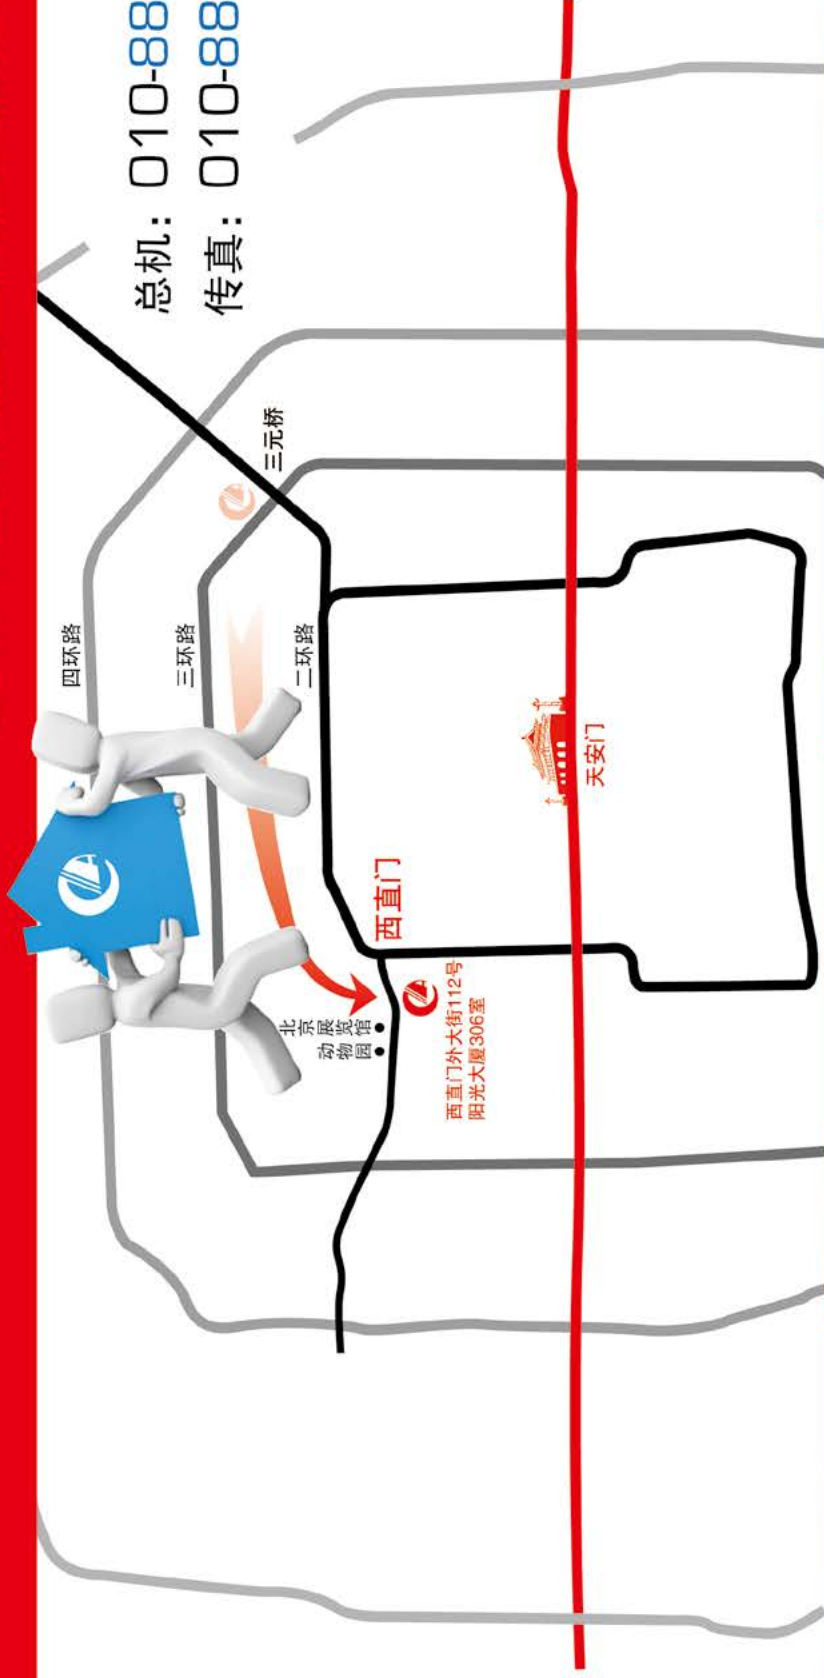 总机：010-88
传真：010-88
四环路
三环路
三元桥
二环路
西直门
北京展览馆
动物园
西直门外大街112号
阳光大厦306室
天安门